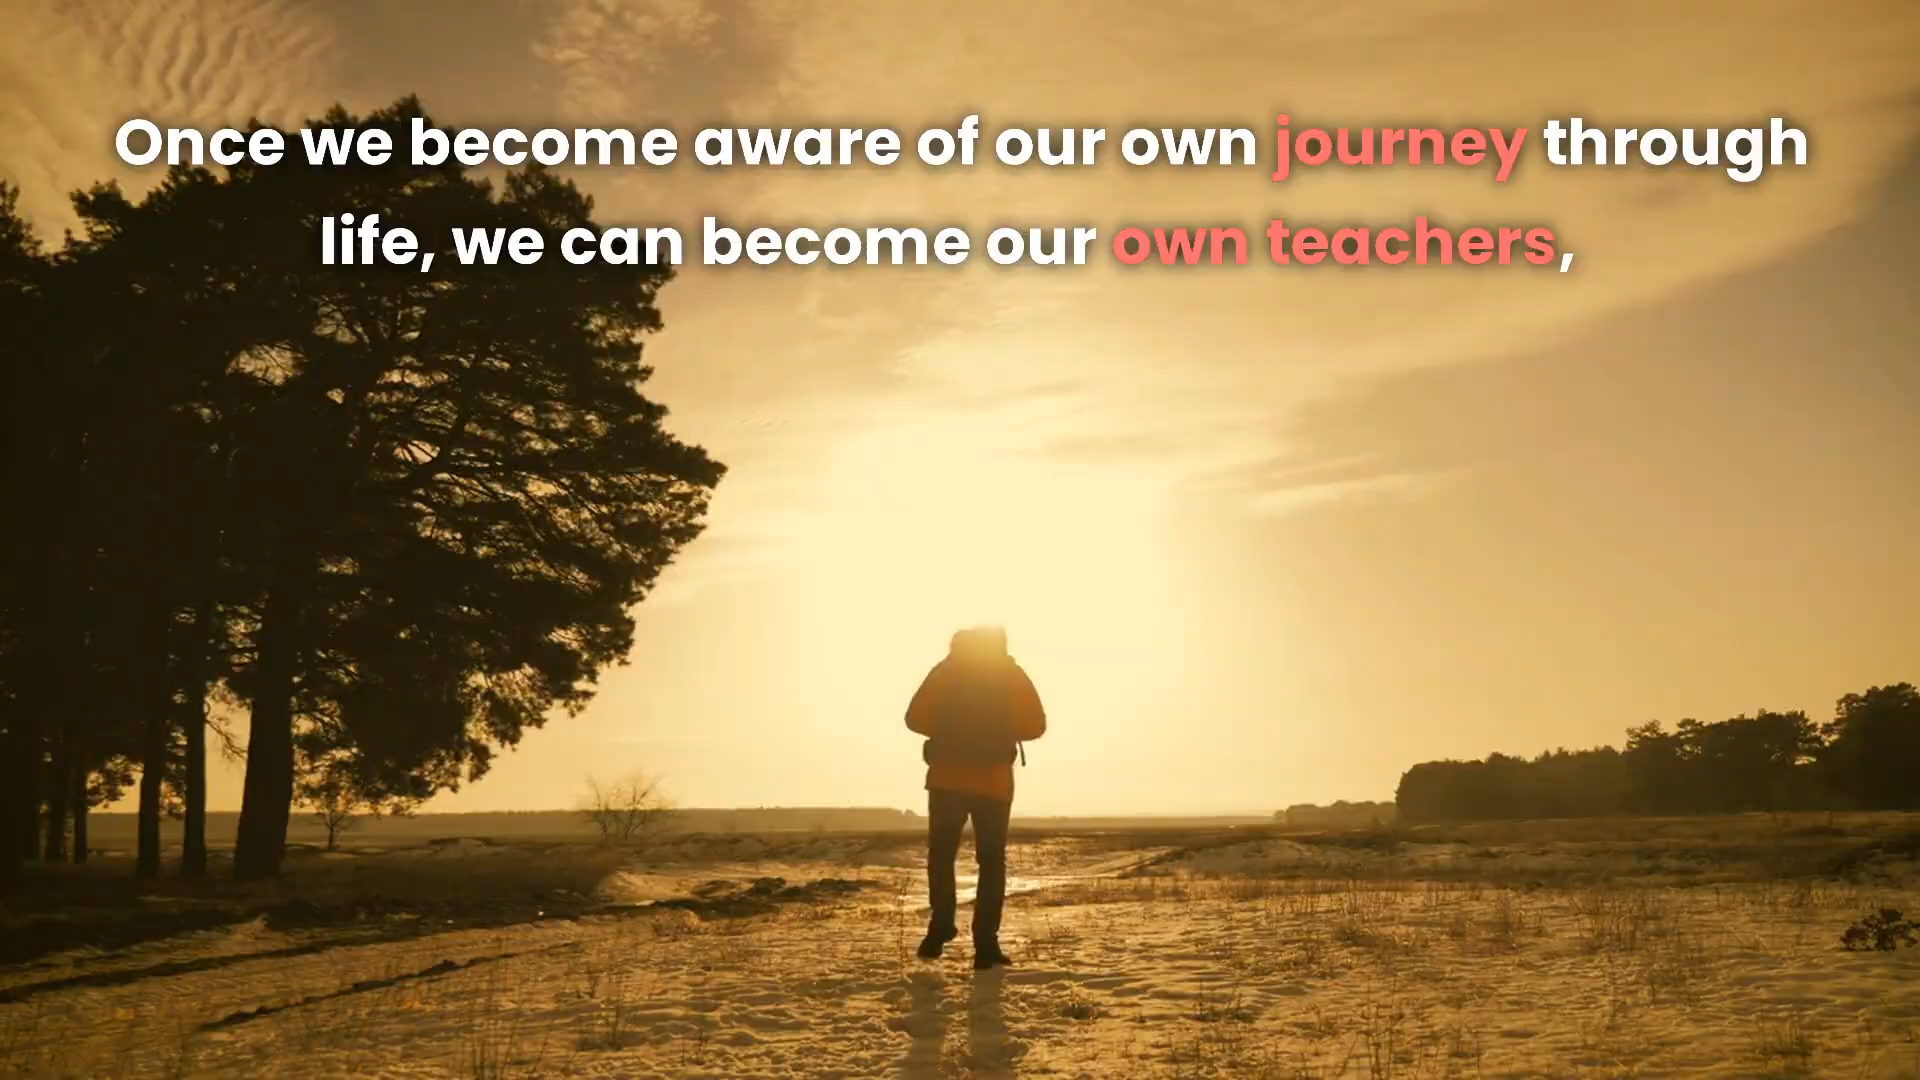 Once we become aware of our own journey through
life, we can become our own teachers,